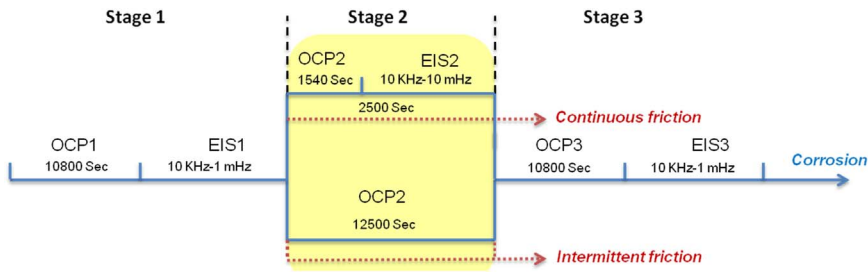 Stage 1
Stage 2
Stage 3
OCP2
EIS2
1540 Sec
10 KHz-10 mHz
2500 Sec
Continuous friction
OCP1
EIS1
OCP3
EIS3
Corrosion
10800 Sec
10 KHz-1 mHz
10800 Sec
10 KHz-1 mHz
OCP2
12500 Sec
Intermittent friction